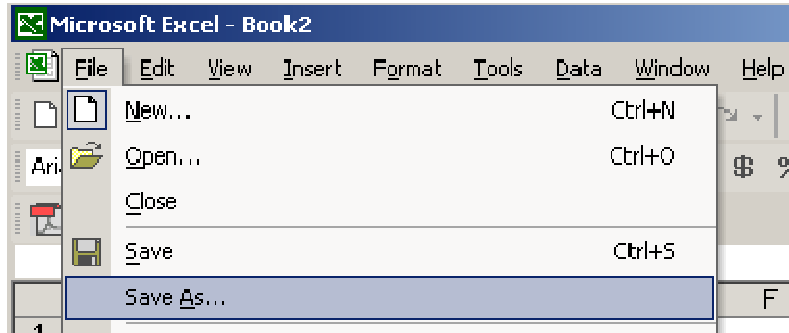 Microsoft Excel - Book2
File Edit View Insert Format Tools Data Window Help
New... Ctrl+N
Open... Ctrl+O
Ari
$ %
Close
Save Ctrl+S
Save As...
F
1